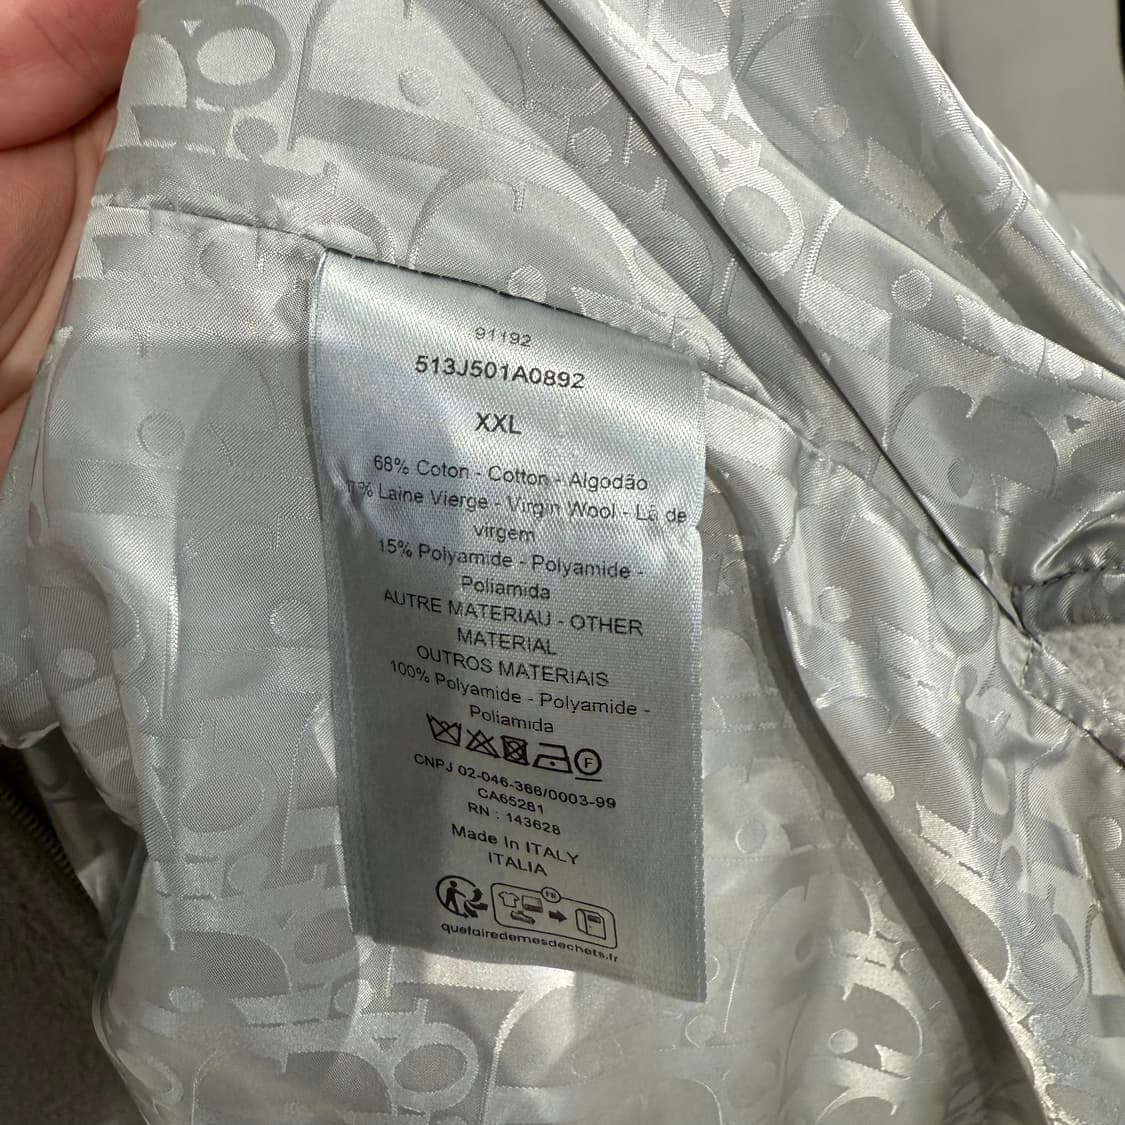 91192
513J501A0892
XXL
68% Coton - Cotton - Algodão
% Laine Vierge - Virgin Wool - Lã de
virgem
15% Polyamide - Polyamide -
Poliamida
AUTRE MATERIAU - OTHER
MATERIAL
OUTROS MATERIAIS
100% Polyamide - Polyamide -
Poliamida
F
CNPJ 02-046-366/0003-99
CA65281
RN : 143628
Made In ITALY
ITALIA
FR
quefairedemesdechets.fr